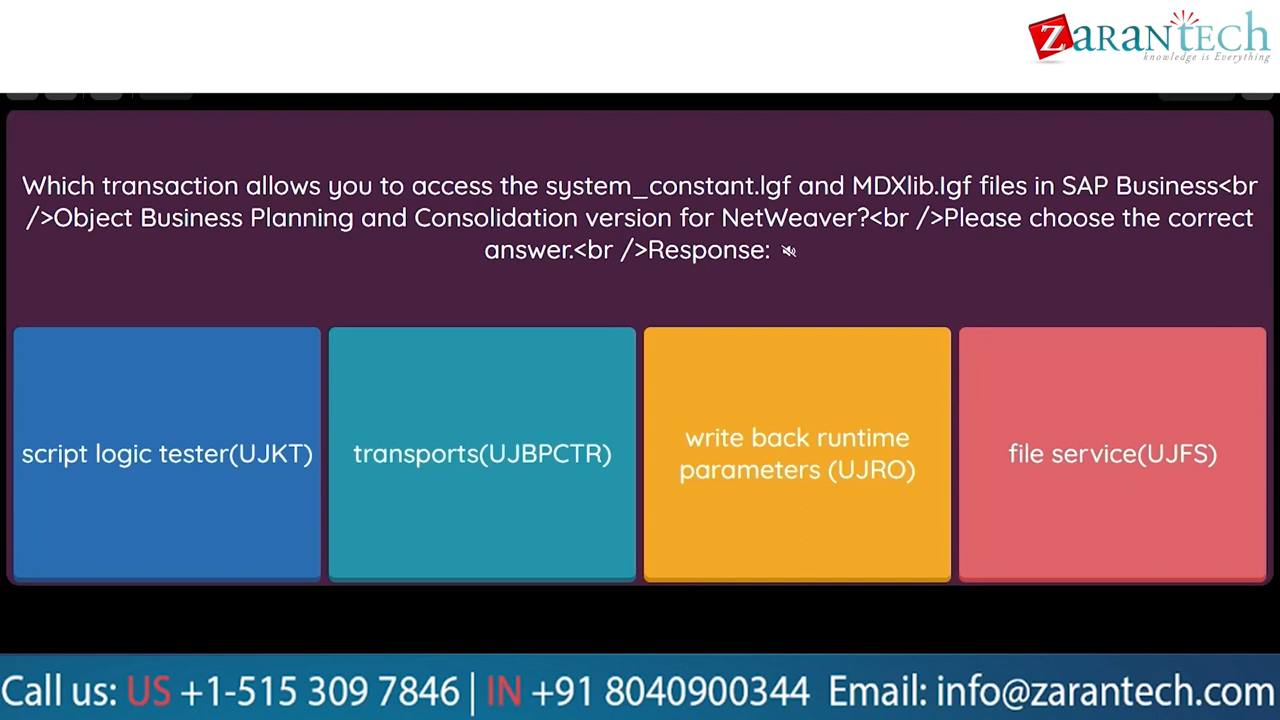 ZARANTECH
knowledge is Everything
Which transaction allows you to access the system_constant.lgf and MDXlib.Igf files in SAP Business<br
/>Object Business Planning and Consolidation version for NetWeaver?<br />Please choose the correct
answer.<br />Response:
script logic tester(UJKT)
transports(UJBPCTR)
write back runtime
parameters (UJRO)
file service(UJFS)
Call us: US +1-515 309 7846 | IN +91 8040900344 Email: info@zarantech.com